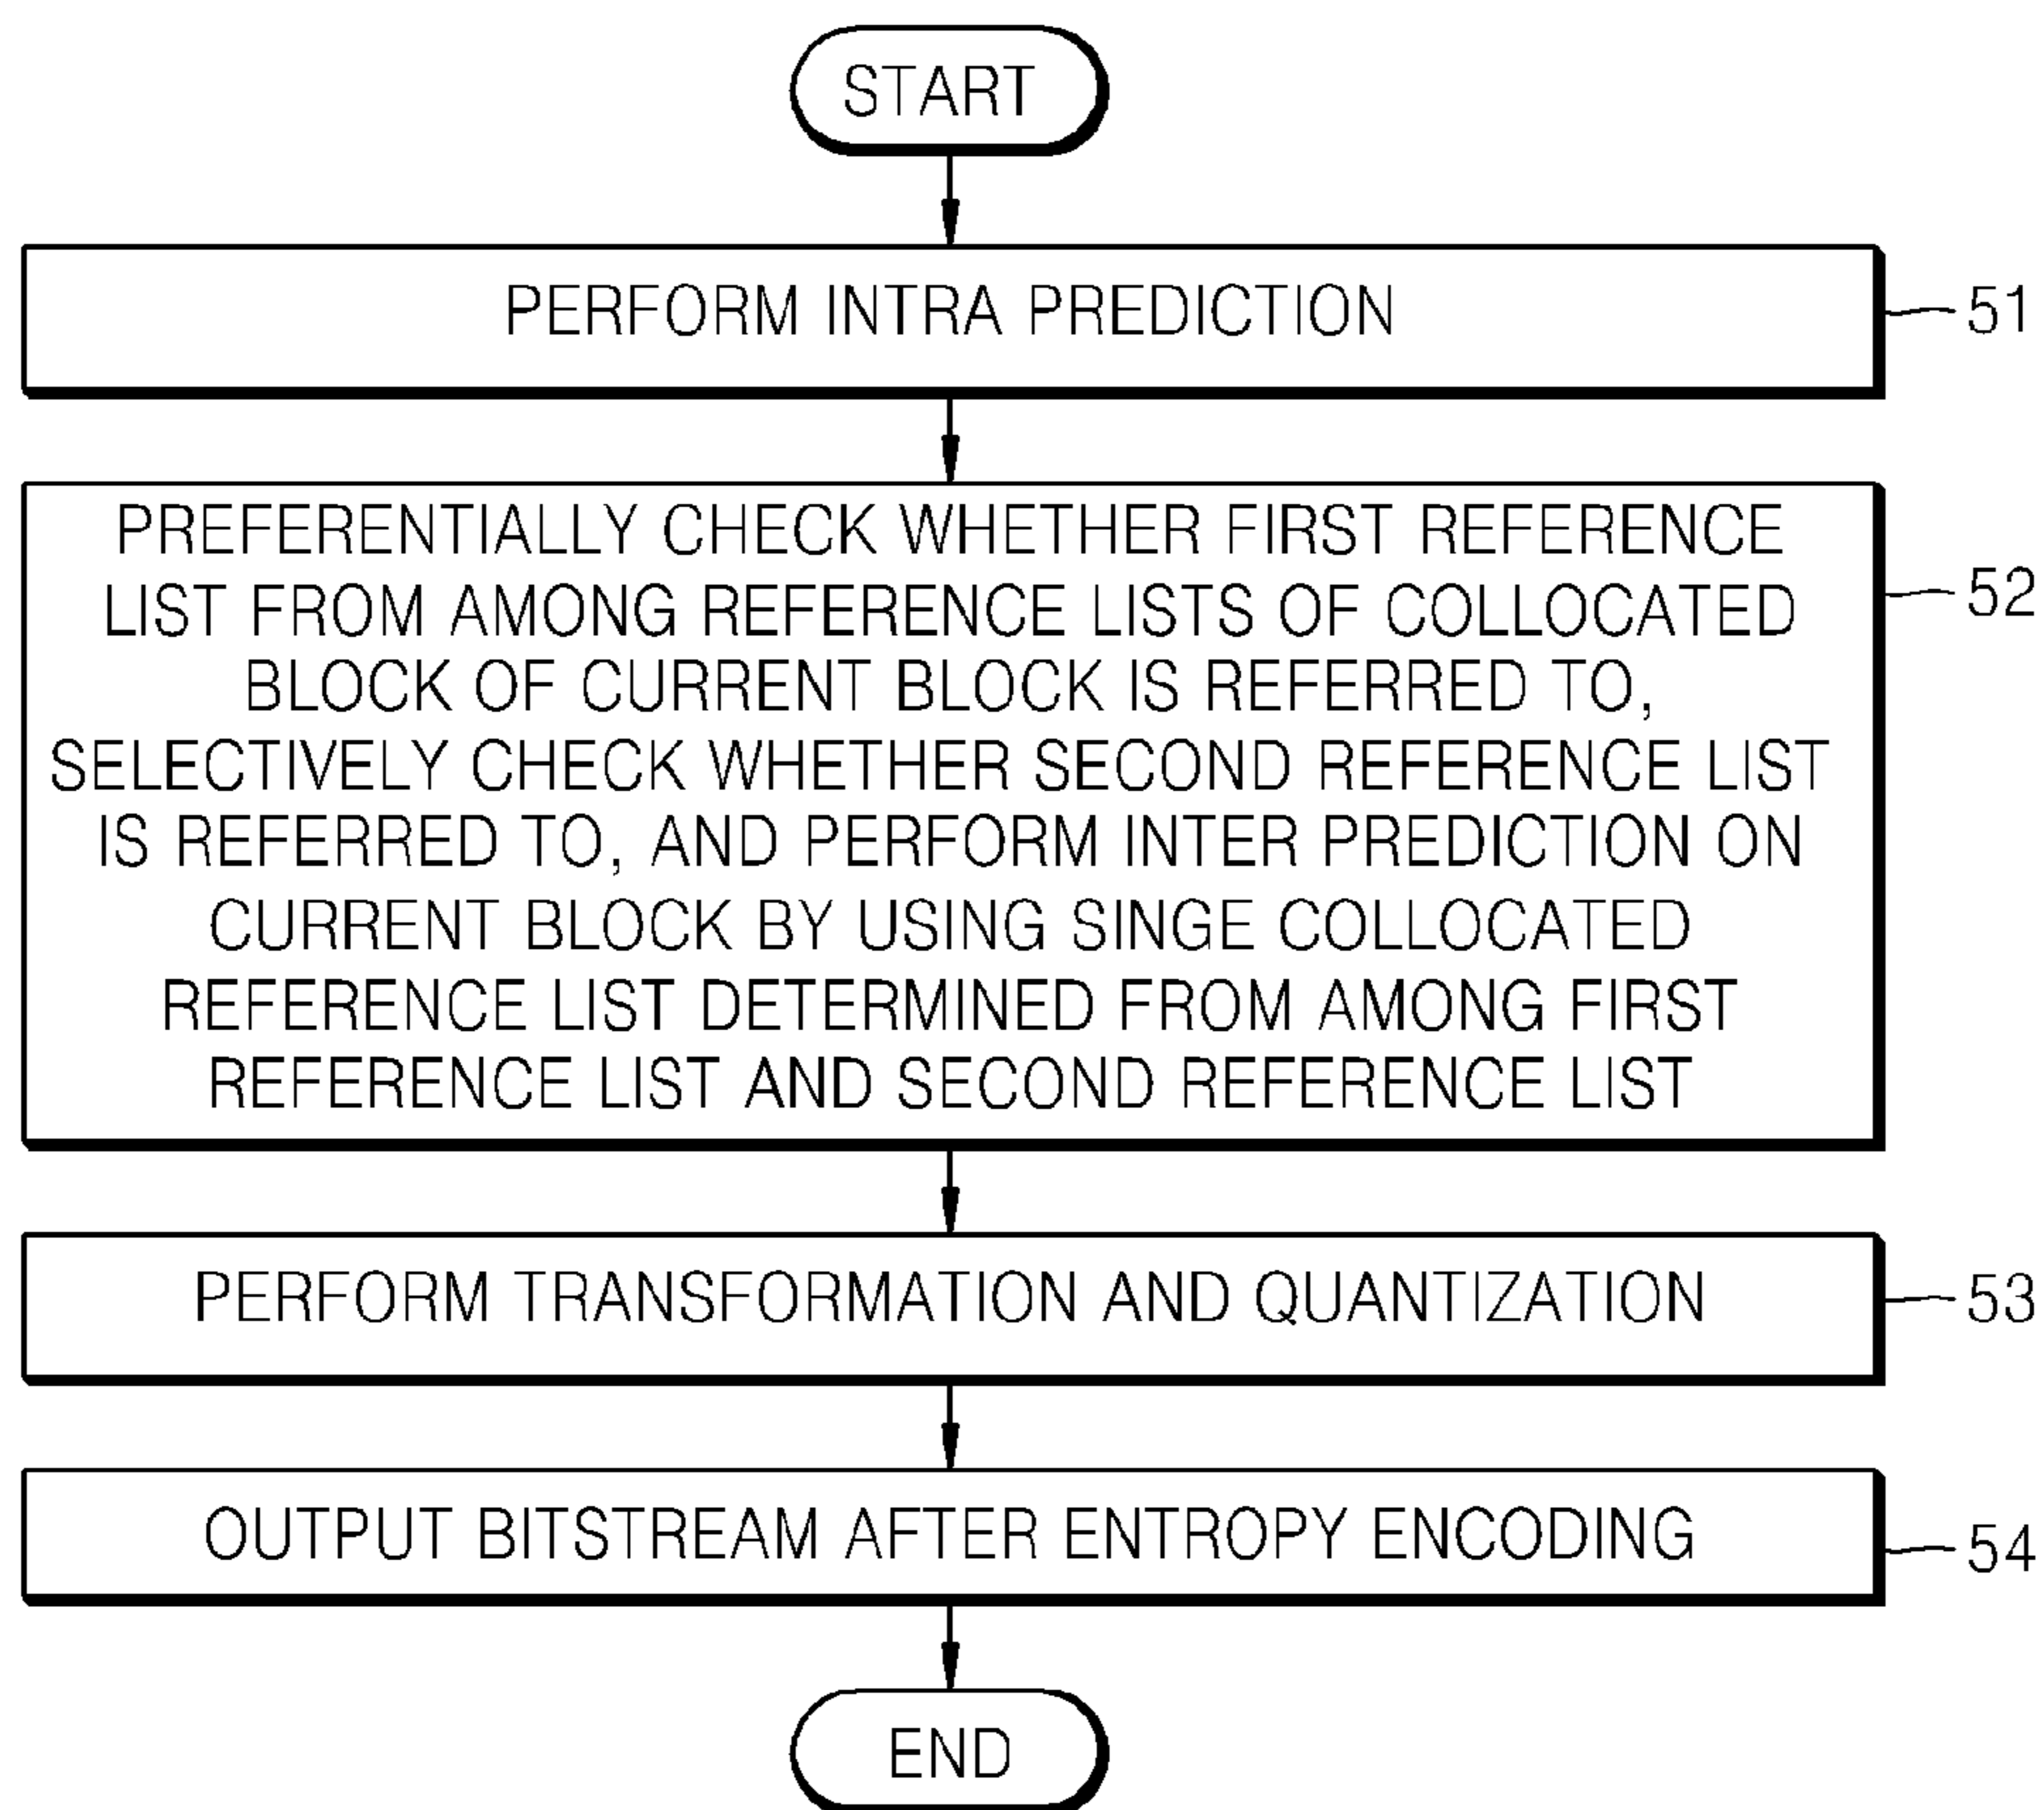 START
PERFORM INTRA PREDICTION
51
PREFERENTIALLY CHECK WHETHER FIRST REFERENCE
LIST FROM AMONG REFERENCE LISTS OF COLLOCATED
BLOCK OF CURRENT BLOCK IS REFERRED TO,
SELECTIVELY CHECK WHETHER SECOND REFERENCE LIST
IS REFERRED TO, AND PERFORM INTER PREDICTION ON
CURRENT BLOCK BY USING SINGE COLLOCATED
REFERENCE LIST DETERMINED FROM AMONG FIRST
REFERENCE LIST AND SECOND REFERENCE LIST
52
PERFORM TRANSFORMATION AND QUANTIZATION
53
OUTPUT BITSTREAM AFTER ENTROPY ENCODING
54
END